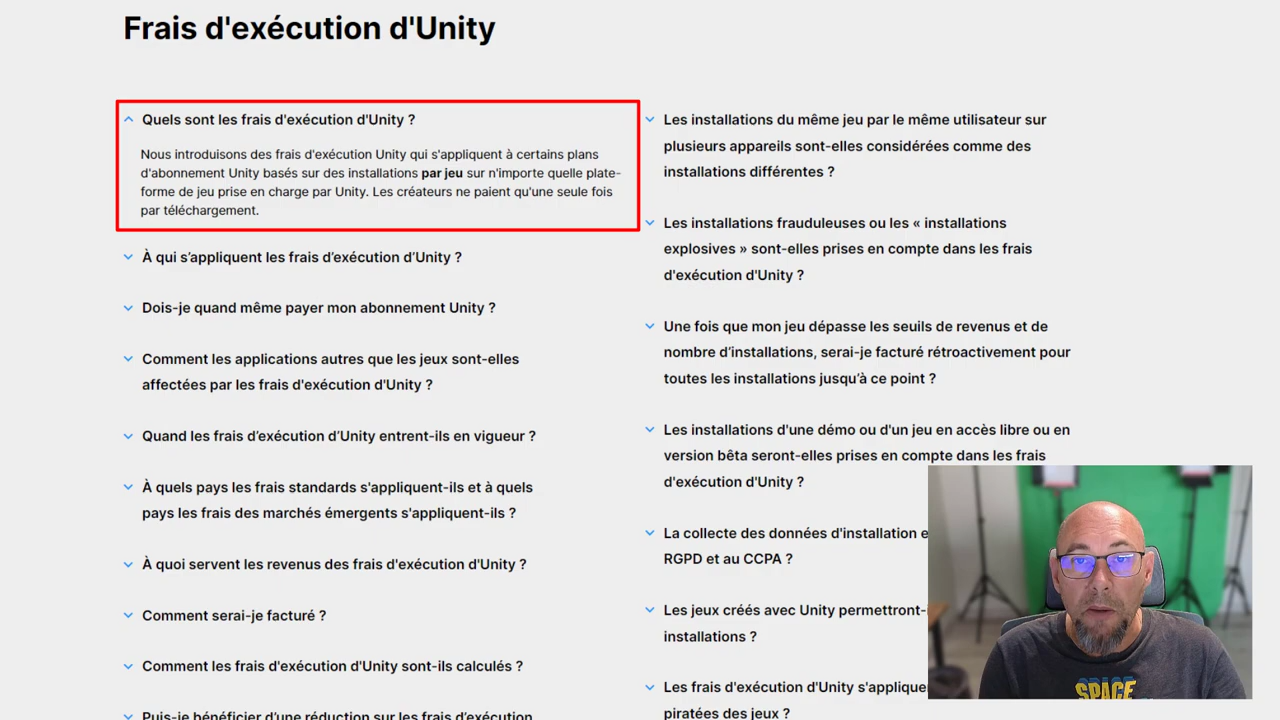 Frais d'exécution d'Unity
Quels sont les frais d'exécution d'Unity ?
Nous introduisons des frais d'exécution Unity qui s'appliquent à certains plans
d'abonnement Unity basés sur des installations par jeu sur n'importe quelle plate-
forme de jeu prise en charge par Unity. Les créateurs ne paient qu'une seule fois
par téléchargement.
À qui s’appliquent les frais d’exécution d’Unity ?
Dois-je quand même payer mon abonnement Unity ?
Comment les applications autres que les jeux sont-elles
affectées par les frais d'exécution d'Unity ?
Quand les frais d’exécution d’Unity entrent-ils en vigueur ?
À quels pays les frais standards s'appliquent-ils et à quels
pays les frais des marchés émergents s'appliquent-ils ?
À quoi servent les revenus des frais d'exécution d'Unity ?
Comment serai-je facturé ?
Comment les frais d'exécution d'Unity sont-ils calculés ?
Puis-je bénéficier d’une réduction sur les frais d’exécution
Les installations du même jeu par le même utilisateur sur
plusieurs appareils sont-elles considérées comme des
installations différentes ?
Les installations frauduleuses ou les « installations
explosives » sont-elles prises en compte dans les frais
d'exécution d'Unity ?
Une fois que mon jeu dépasse les seuils de revenus et de
nombre d’installations, serai-je facturé rétroactivement pour
toutes les installations jusqu’à ce point ?
Les installations d'une démo ou d'un jeu en accès libre ou en
version bêta seront-elles prises en compte dans les frais
d'exécution d'Unity ?
La collecte des données d'installation
RGPD et au CCPA ?
Les jeux créés avec Unity permettront-
installations ?
Les frais d'exécution d'Unity
piratées des jeux ?
SPACE